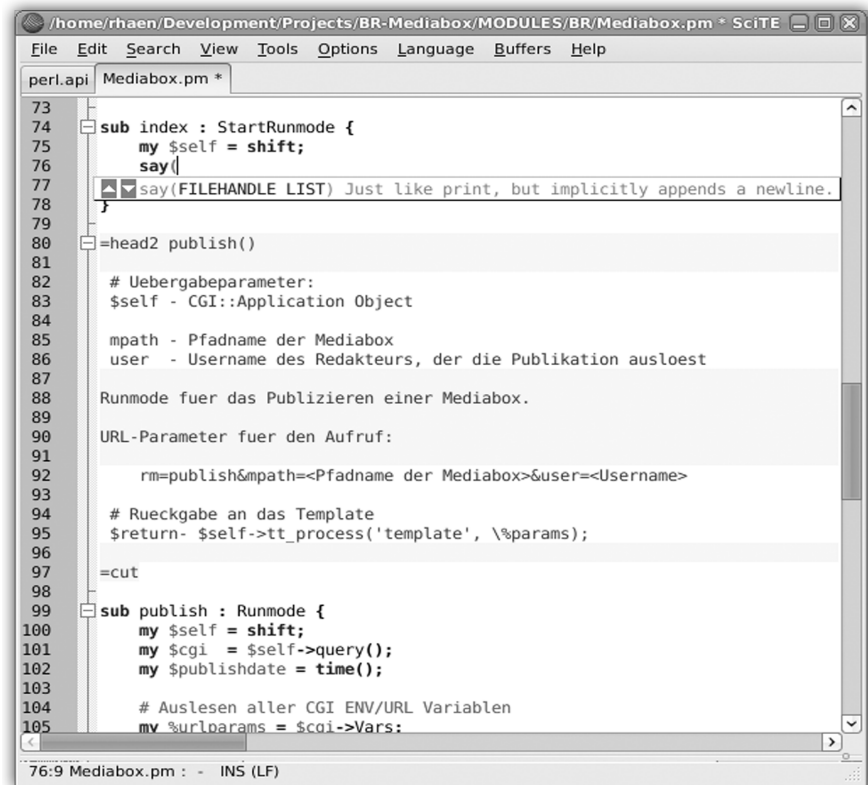 /home/rhaen/Development/Projects/BR-Mediabox/MODULES/BR/Mediabox.pm * SciTE
File Edit Search View Tools Options Language Buffers Help
perl.api Mediabox.pm *
73
74 sub index : StartRunmode {
75     my $self = shift;
76     say(
77 say(FILEHANDLE LIST) Just like print, but implicitly appends a newline.
78 }
79
80 =head2 publish()
81
82  # Uebergabeparameter:
83  $self - CGI::Application Object
84
85  mpath - Pfadname der Mediabox
86  user  - Username des Redakteurs, der die Publikation ausloest
87
88 Runmode fuer das Publizieren einer Mediabox.
89
90 URL-Parameter fuer den Aufruf:
91
92     rm=publish&mpath=<Pfadname der Mediabox>&user=<Username>
93
94  # Rueckgabe an das Template
95  $return- $self->tt_process('template', \%params);
96
97 =cut
98
99 sub publish : Runmode {
100     my $self = shift;
101     my $cgi  = $self->query();
102     my $publishdate = time();
103
104     # Auslesen aller CGI ENV/URL Variablen
105     my %urlparams = $cgi->Vars;
76:9 Mediabox.pm : - INS (LF)